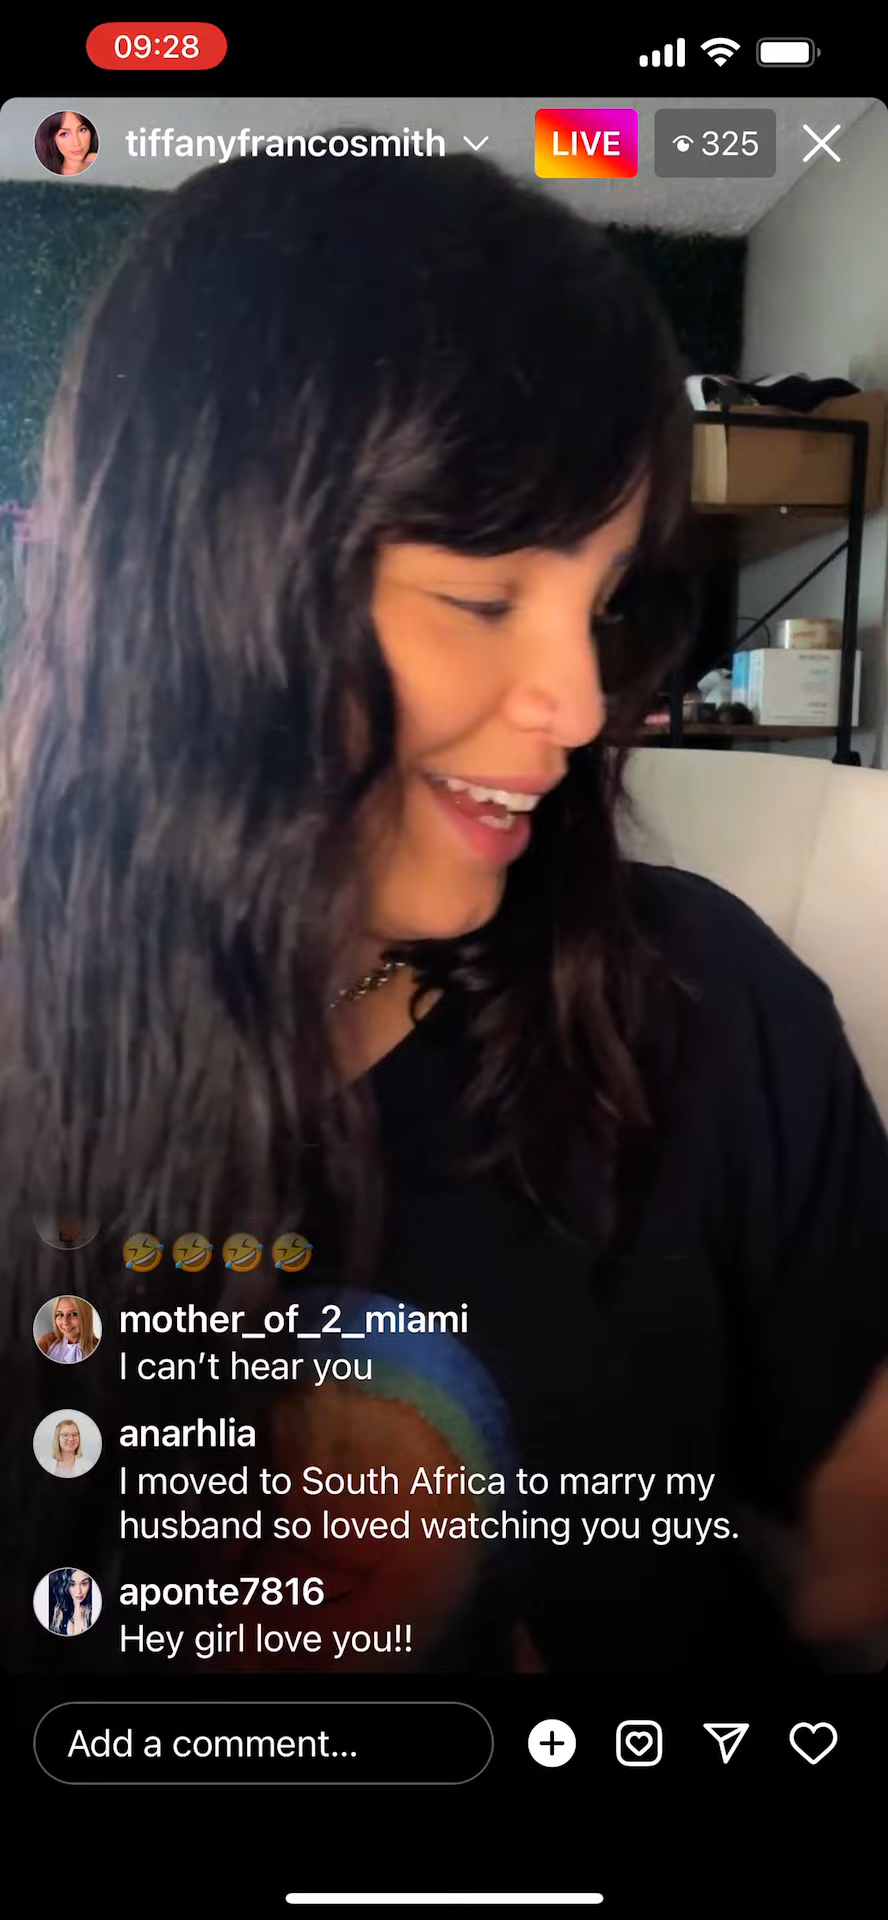 09:28
tiffanyfrancosmith
LIVE
325
🤣🤣🤣🤣
mother_of_2_miami
I can’t hear you
anarhlia
I moved to South Africa to marry my
husband so loved watching you guys.
aponte7816
Hey girl love you!!
Add a comment...